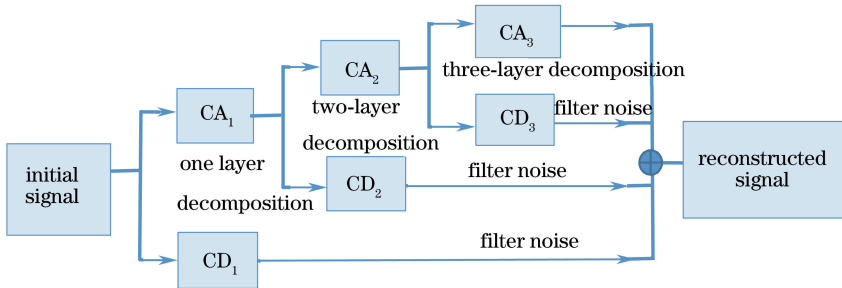 initial
signal
CA₁
one layer
decomposition
CD₁
CA₂
two-layer
decomposition
CD₂
CA₃
three-layer decomposition
CD₃
filter noise
filter noise
filter noise
reconstructed
signal